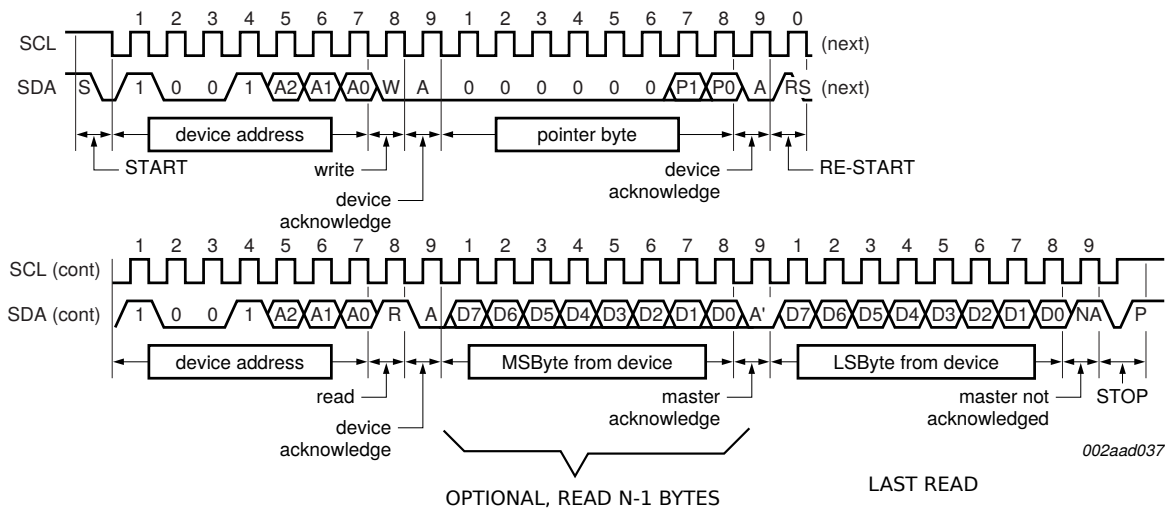 1 2 3 4 5 6 7 8 9 1 2 3 4 5 6 7 8 9 0
SCL (next)
SDA S 1 0 0 1 A2 A1 A0 W A 0 0 0 0 0 0 P1 P0 A RS (next)
device address pointer byte
START write device RE-START
acknowledge
device
acknowledge
1 2 3 4 5 6 7 8 9 1 2 3 4 5 6 7 8 9 1 2 3 4 5 6 7 8 9
SCL (cont)
SDA (cont) 1 0 0 1 A2 A1 A0 R A D7 D6 D5 D4 D3 D2 D1 D0 A' D7 D6 D5 D4 D3 D2 D1 D0 NA P
device address MSByte from device LSByte from device
read master master not STOP
acknowledge acknowledged
device
acknowledge
002aad037
OPTIONAL, READ N-1 BYTES LAST READ